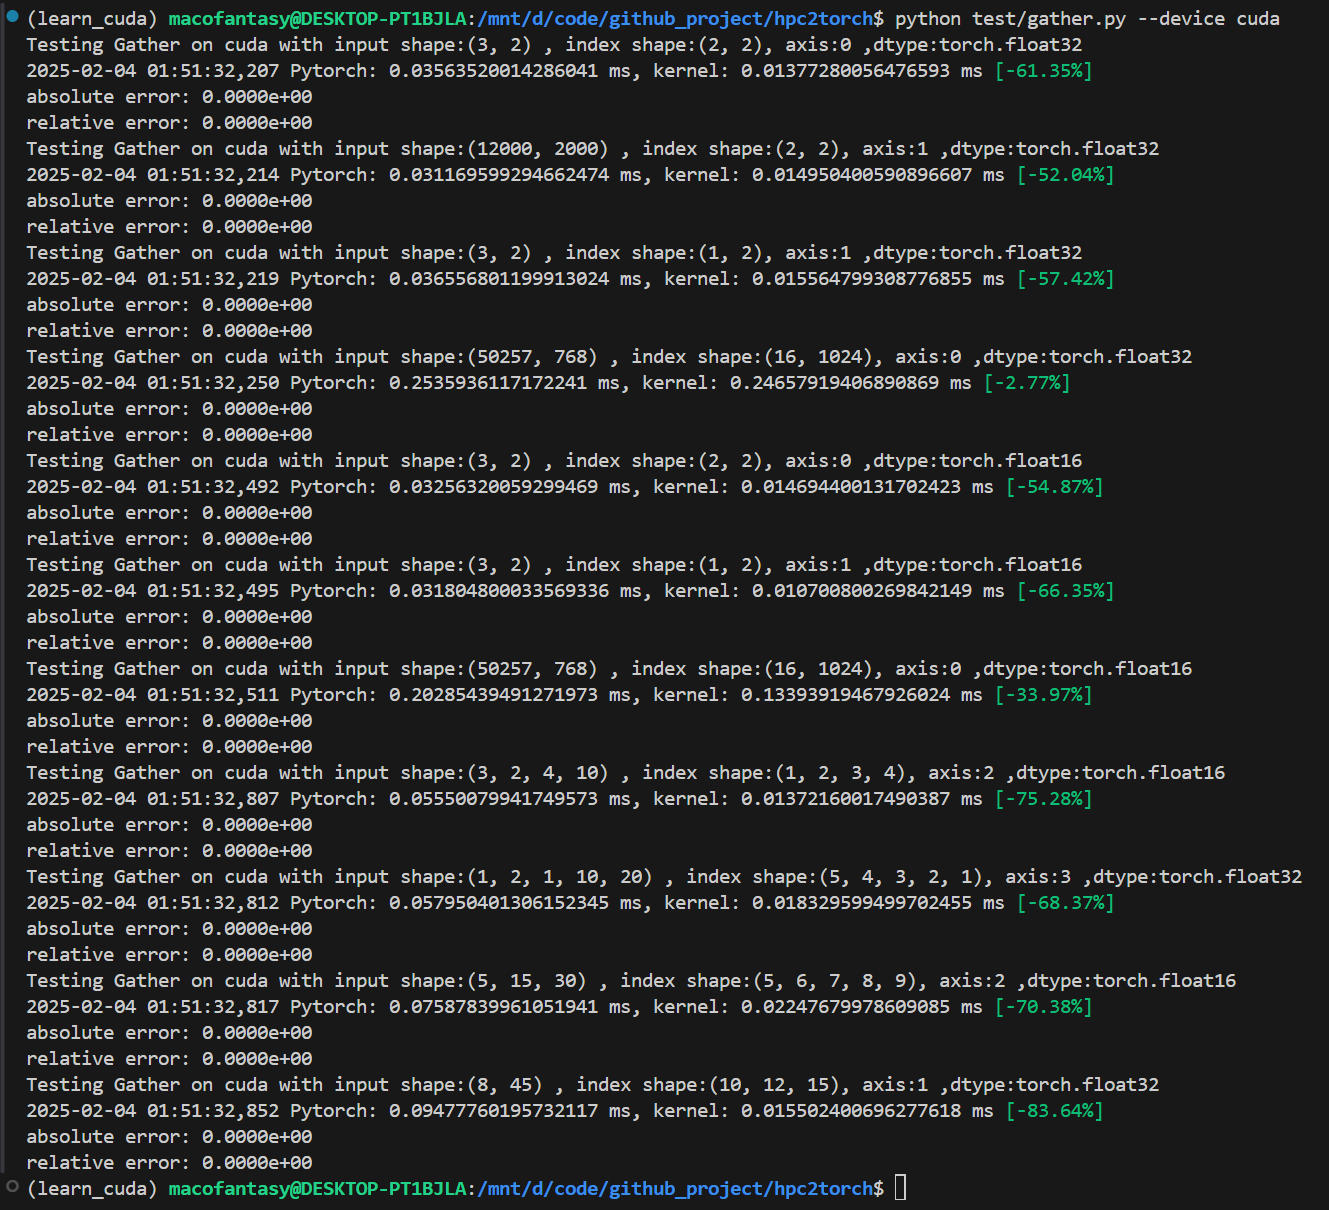 (learn_cuda) macofantasy@DESKTOP-PT1BJLA:/mnt/d/code/github_project/hpc2torch$ python test/gather.py --device cuda
Testing Gather on cuda with input shape:(3, 2) , index shape:(2, 2), axis:0 ,dtype:torch.float32
2025-02-04 01:51:32,207 Pytorch: 0.03563520014286041 ms, kernel: 0.01377280056476593 ms [-61.35%]
absolute error: 0.0000e+00
relative error: 0.0000e+00
Testing Gather on cuda with input shape:(12000, 2000) , index shape:(2, 2), axis:1 ,dtype:torch.float32
2025-02-04 01:51:32,214 Pytorch: 0.031169599294662474 ms, kernel: 0.014950400590896607 ms [-52.04%]
absolute error: 0.0000e+00
relative error: 0.0000e+00
Testing Gather on cuda with input shape:(3, 2) , index shape:(1, 2), axis:1 ,dtype:torch.float32
2025-02-04 01:51:32,219 Pytorch: 0.036556801199913024 ms, kernel: 0.015564799308776855 ms [-57.42%]
absolute error: 0.0000e+00
relative error: 0.0000e+00
Testing Gather on cuda with input shape:(50257, 768) , index shape:(16, 1024), axis:0 ,dtype:torch.float32
2025-02-04 01:51:32,250 Pytorch: 0.2535936117172241 ms, kernel: 0.24657919406890869 ms [-2.77%]
absolute error: 0.0000e+00
relative error: 0.0000e+00
Testing Gather on cuda with input shape:(3, 2) , index shape:(2, 2), axis:0 ,dtype:torch.float16
2025-02-04 01:51:32,492 Pytorch: 0.03256320059299469 ms, kernel: 0.014694400131702423 ms [-54.87%]
absolute error: 0.0000e+00
relative error: 0.0000e+00
Testing Gather on cuda with input shape:(3, 2) , index shape:(1, 2), axis:1 ,dtype:torch.float16
2025-02-04 01:51:32,495 Pytorch: 0.031804800033569336 ms, kernel: 0.010700800269842149 ms [-66.35%]
absolute error: 0.0000e+00
relative error: 0.0000e+00
Testing Gather on cuda with input shape:(50257, 768) , index shape:(16, 1024), axis:0 ,dtype:torch.float16
2025-02-04 01:51:32,511 Pytorch: 0.20285439491271973 ms, kernel: 0.13393919467926024 ms [-33.97%]
absolute error: 0.0000e+00
relative error: 0.0000e+00
Testing Gather on cuda with input shape:(3, 2, 4, 10) , index shape:(1, 2, 3, 4), axis:2 ,dtype:torch.float16
2025-02-04 01:51:32,807 Pytorch: 0.05550079941749573 ms, kernel: 0.01372160017490387 ms [-75.28%]
absolute error: 0.0000e+00
relative error: 0.0000e+00
Testing Gather on cuda with input shape:(1, 2, 1, 10, 20) , index shape:(5, 4, 3, 2, 1), axis:3 ,dtype:torch.float32
2025-02-04 01:51:32,812 Pytorch: 0.057950401306152345 ms, kernel: 0.018329599499702455 ms [-68.37%]
absolute error: 0.0000e+00
relative error: 0.0000e+00
Testing Gather on cuda with input shape:(5, 15, 30) , index shape:(5, 6, 7, 8, 9), axis:2 ,dtype:torch.float16
2025-02-04 01:51:32,817 Pytorch: 0.07587839961051941 ms, kernel: 0.02247679978609085 ms [-70.38%]
absolute error: 0.0000e+00
relative error: 0.0000e+00
Testing Gather on cuda with input shape:(8, 45) , index shape:(10, 12, 15), axis:1 ,dtype:torch.float32
2025-02-04 01:51:32,852 Pytorch: 0.09477760195732117 ms, kernel: 0.015502400696277618 ms [-83.64%]
absolute error: 0.0000e+00
relative error: 0.0000e+00
(learn_cuda) macofantasy@DESKTOP-PT1BJLA:/mnt/d/code/github_project/hpc2torch$